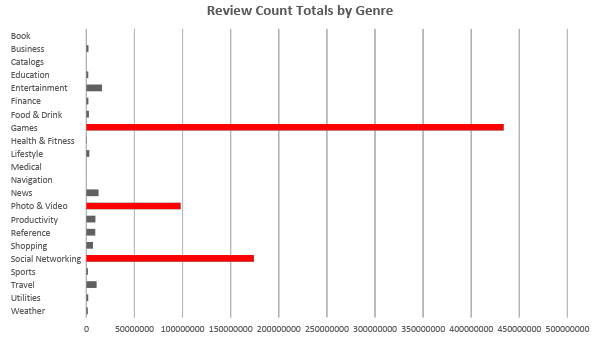 Review Count Totals by Genre
Book
Business
Catalogs
Education
Entertainment
Finance
Food & Drink
Games
Health & Fitness
Lifestyle
Medical
Navigation
News
Photo & Video
Productivity
Reference
Shopping
Social Networking
Sports
Travel
Utilities
Weather
0 50000000 100000000 150000000 200000000 250000000 300000000 350000000 400000000 450000000 500000000